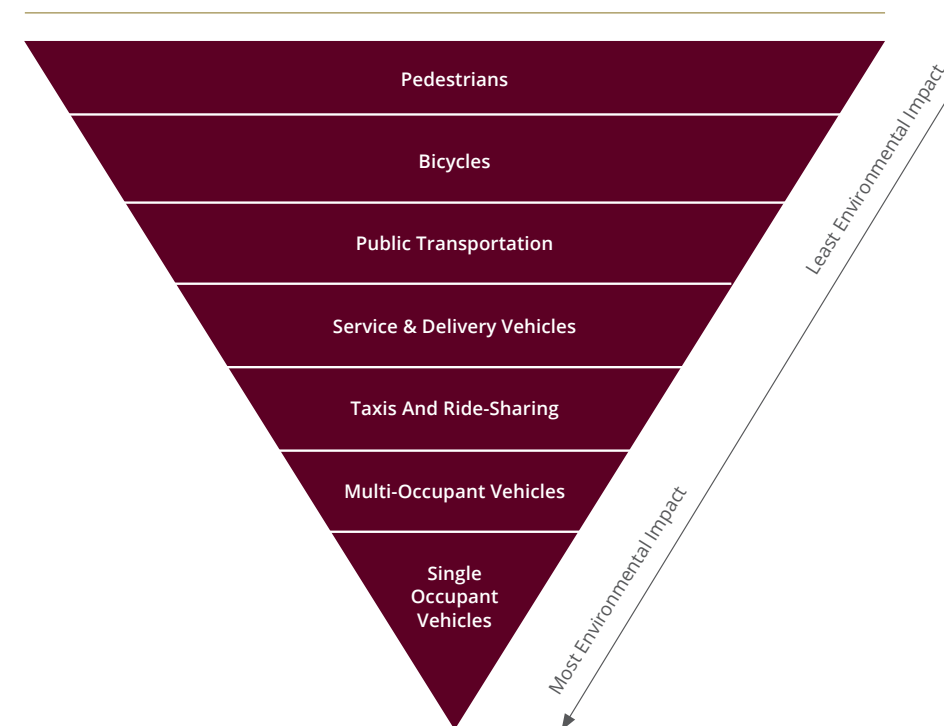 Pedestrians
Bicycles
Public Transportation
Service & Delivery Vehicles
Taxis And Ride-Sharing
Multi-Occupant Vehicles
Single
Occupant
Vehicles
Least Environmental Impact
Most Environmental Impact